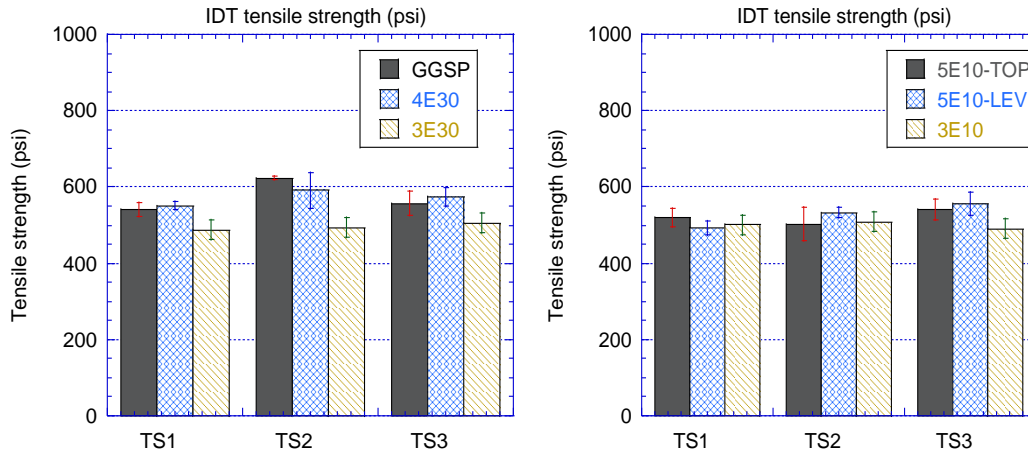 IDT tensile strength (psi)
1000
800
600
400
200
0
Tensile strength (psi)
GGSP
4E30
3E30
TS1 TS2 TS3
IDT tensile strength (psi)
1000
800
600
400
200
0
Tensile strength (psi)
5E10-TOP
5E10-LEV
3E10
TS1 TS2 TS3